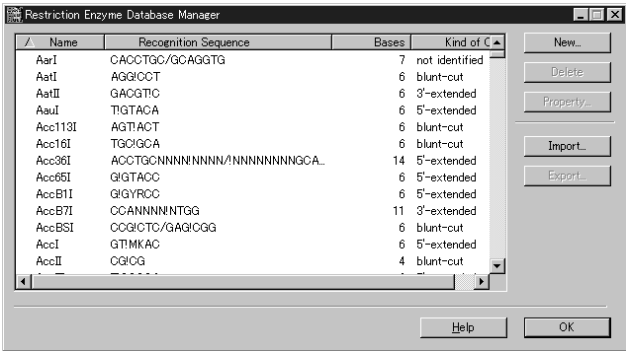 Restriction Enzyme Database Manager
Name Recognition Sequence Bases Kind of C
AarI CACCTGC/GCAGGTG 7 not identified
AatI AGG!CCT 6 blunt-cut
AatII GACGT!C 6 3'-extended
AauI T!GTACA 6 5'-extended
Acc113I AGT!ACT 6 blunt-cut
Acc16I TGC!GCA 6 blunt-cut
Acc36I ACCTGCNNNN!NNNN/!NNNNNNNNGCA... 14 5'-extended
Acc65I G!GTACC 6 5'-extended
AccB1I G!GYRCC 6 5'-extended
AccB7I CCANNNN!NTGG 11 3'-extended
AccBSI CCG!CTC/GAG!CGG 6 blunt-cut
AccI GT!MKAC 6 5'-extended
AccII CG!CG 4 blunt-cut
New...
Delete
Property...
Import...
Export...
Help
OK